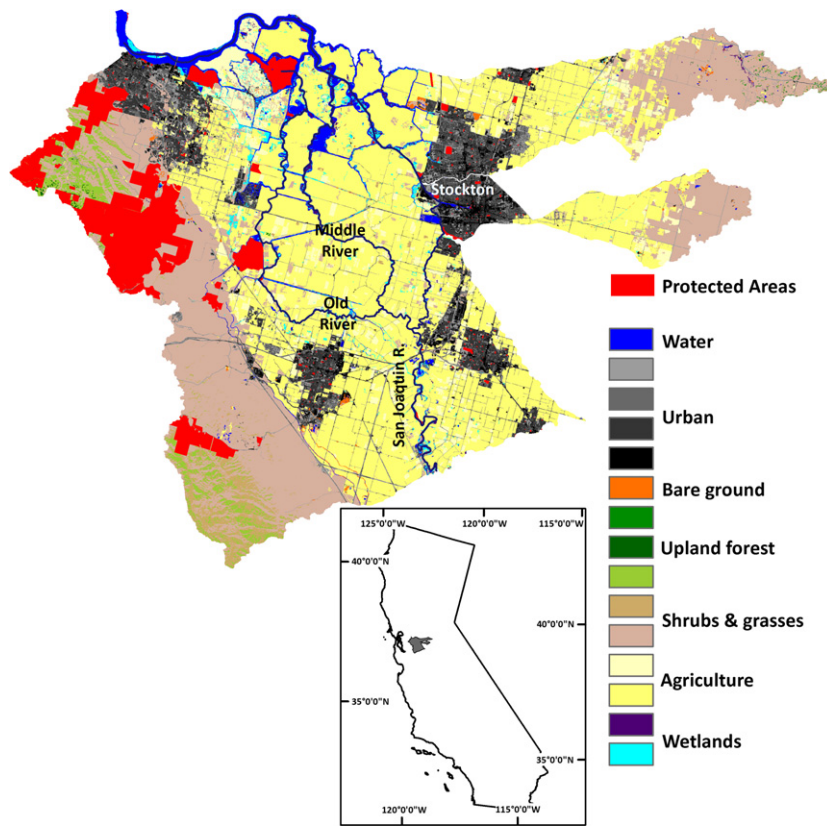 Stockton
Middle
River
Old
River
San Joaquin R.
Protected Areas
Water
Urban
Bare ground
Upland forest
Shrubs & grasses
Agriculture
Wetlands
125°0'0"W
120°0'0"W
115°0'0"W
40°0'0"N
40°0'0"N
35°0'0"N
35°0'0"N
120°0'0"W
115°0'0"W